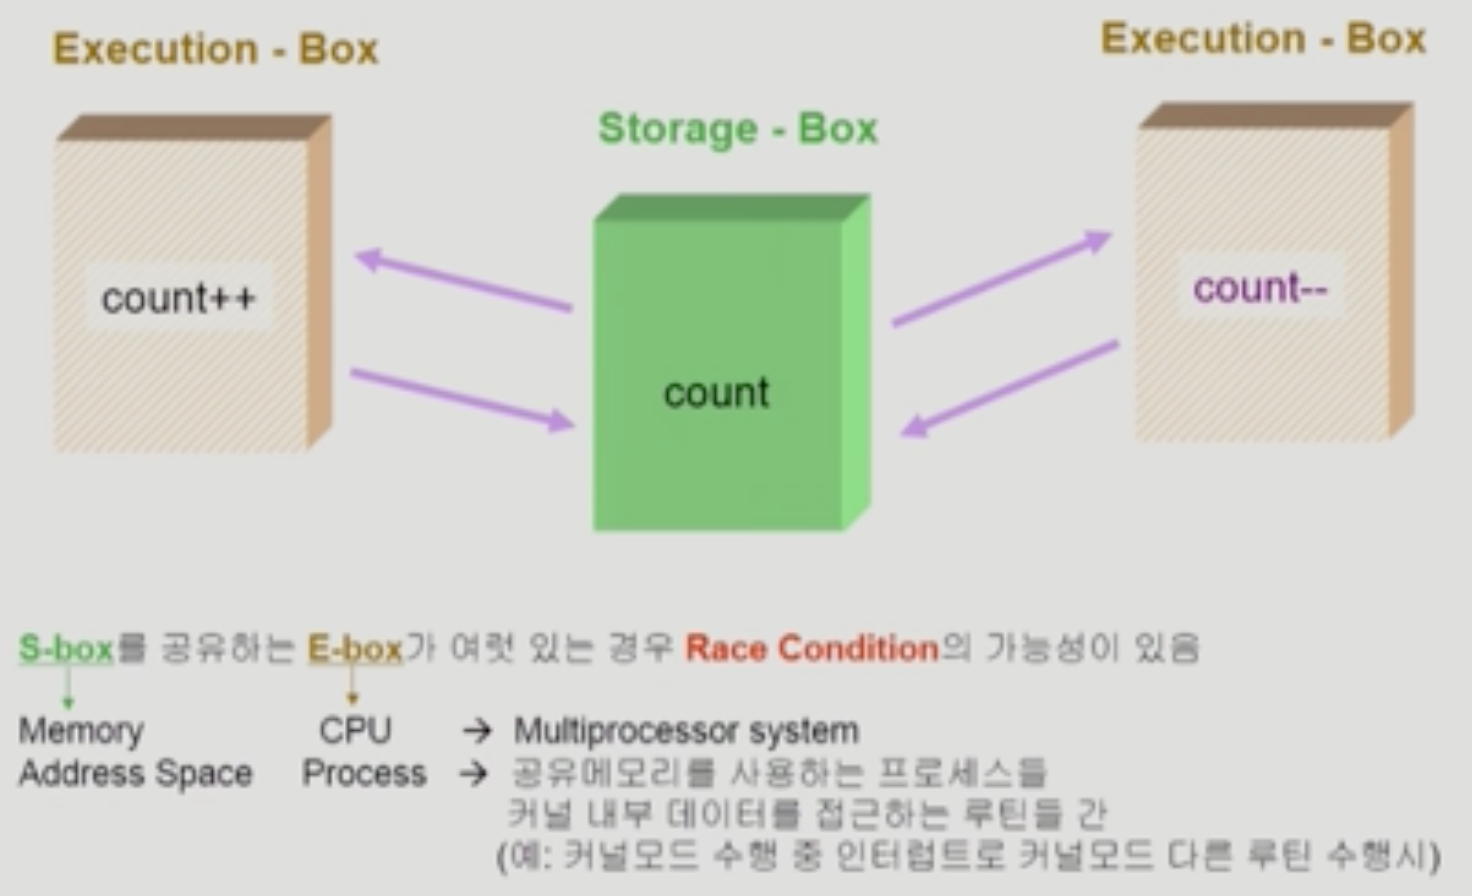 Execution - Box
Execution - Box
Storage - Box
count++
count--
count
S-box를 공유하는 E-box가 여럿 있는 경우 Race Condition의 가능성이 있음
Memory CPU → Multiprocessor system
Address Space Process → 공유메모리를 사용하는 프로세스들
커널 내부 데이터를 접근하는 루틴들 간
(예: 커널모드 수행 중 인터럽트로 커널모드 다른 루틴 수행시)